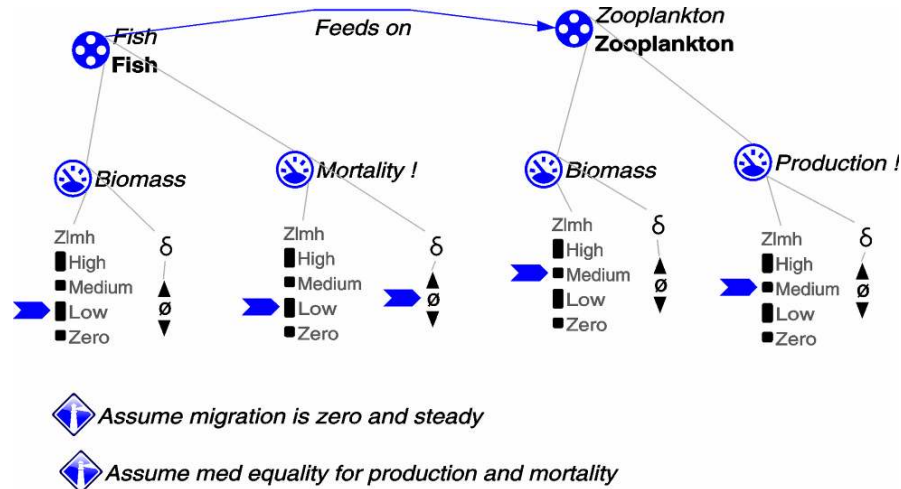 Fish
Fish
Feeds on
Zooplankton
Zooplankton
Biomass
Mortality !
Biomass
Production !
Zlmh
High
Medium
Low
Zero
δ
ø
Zlmh
High
Medium
Low
Zero
δ
ø
Zlmh
High
Medium
Low
Zero
δ
ø
Zlmh
High
Medium
Low
Zero
δ
ø
Assume migration is zero and steady
Assume med equality for production and mortality